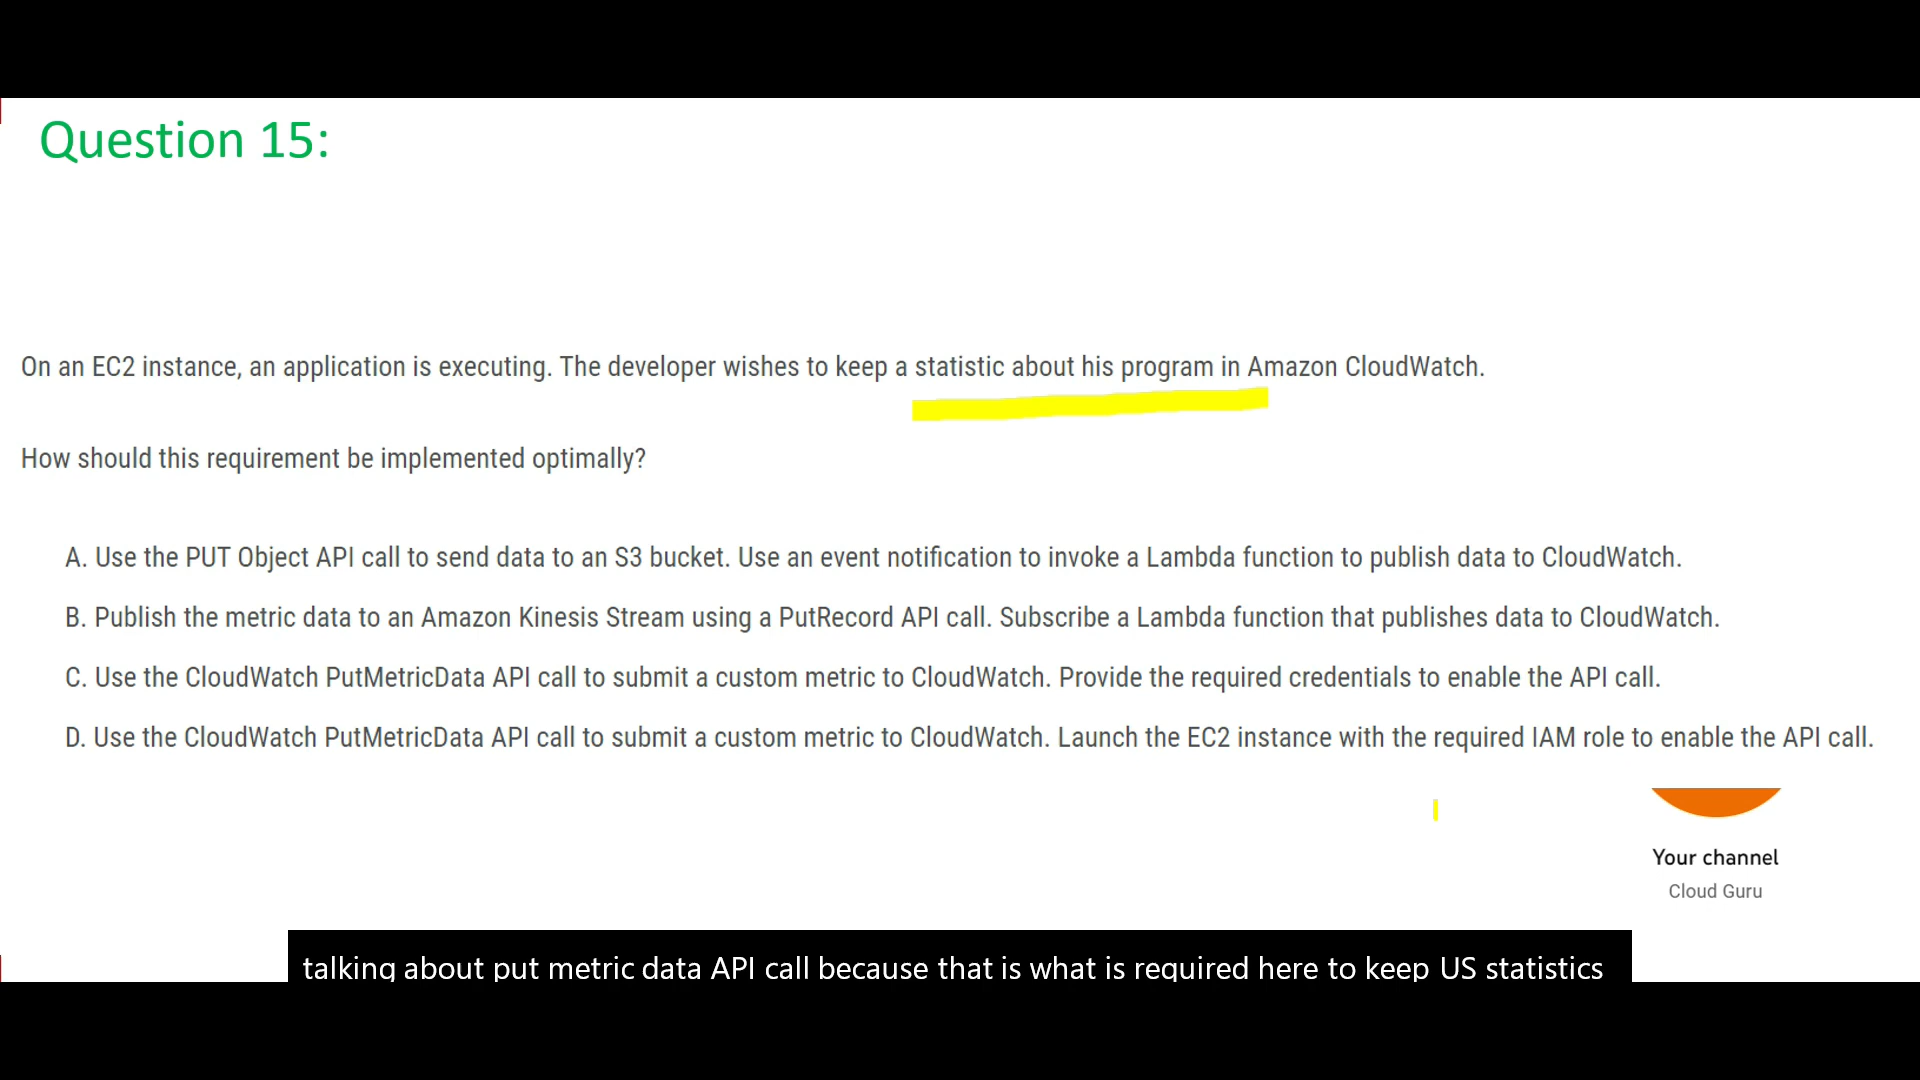 Question 15:
On an EC2 instance, an application is executing. The developer wishes to keep a statistic about his program in Amazon CloudWatch.
How should this requirement be implemented optimally?
A. Use the PUT Object API call to send data to an S3 bucket. Use an event notification to invoke a Lambda function to publish data to CloudWatch.
B. Publish the metric data to an Amazon Kinesis Stream using a PutRecord API call. Subscribe a Lambda function that publishes data to CloudWatch.
C. Use the CloudWatch PutMetricData API call to submit a custom metric to CloudWatch. Provide the required credentials to enable the API call.
D. Use the CloudWatch PutMetricData API call to submit a custom metric to CloudWatch. Launch the EC2 instance with the required IAM role to enable the API call.
Your channel
Cloud Guru
talking about put metric data API call because that is what is required here to keep US statistics